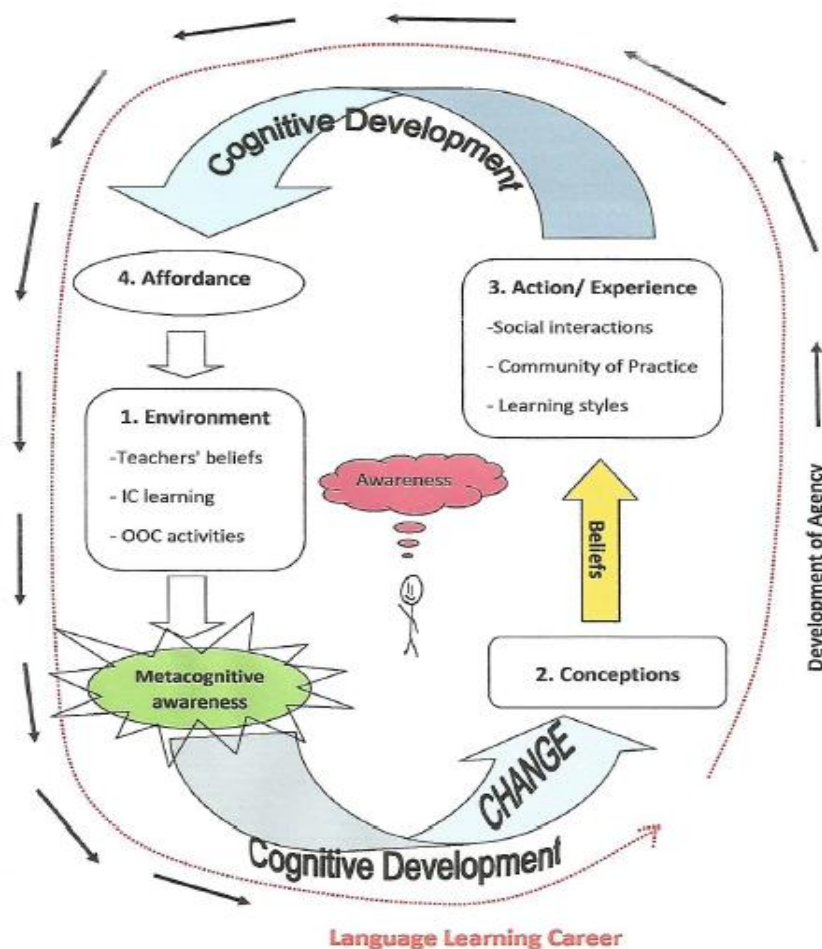 Cognitive Development
4. Affordance
1. Environment
-Teachers' beliefs
- IC learning
- OOC activities
Metacognitive
awareness
Awareness
3. Action/ Experience
-Social interactions
- Community of Practice
- Learning styles
Beliefs
2. Conceptions
CHANGE
Cognitive Development
Development of Agency
Language Learning Career